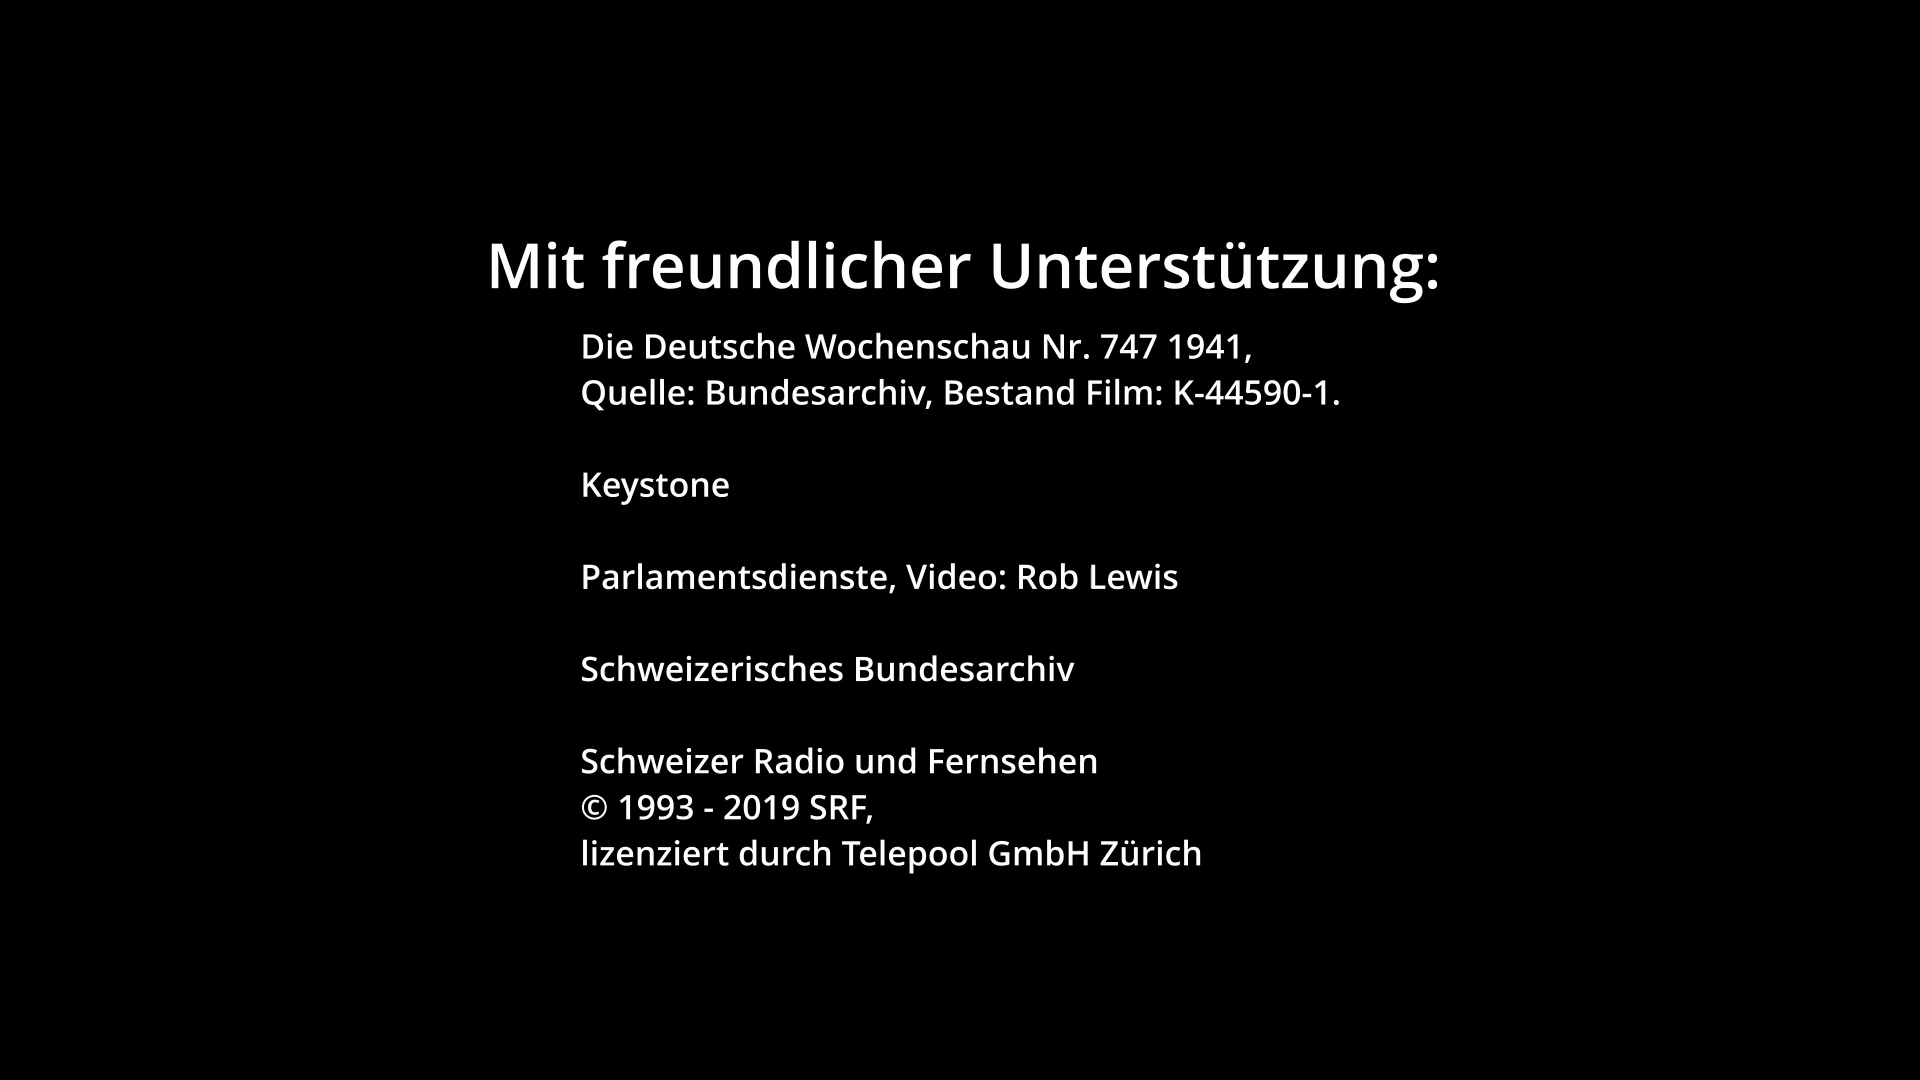 Mit freundlicher Unterstützung:
Die Deutsche Wochenschau Nr. 747 1941,
Quelle: Bundesarchiv, Bestand Film: K-44590-1.
Keystone
Parlamentsdienste, Video: Rob Lewis
Schweizerisches Bundesarchiv
Schweizer Radio und Fernsehen
© 1993 - 2019 SRF,
lizenziert durch Telepool GmbH Zürich